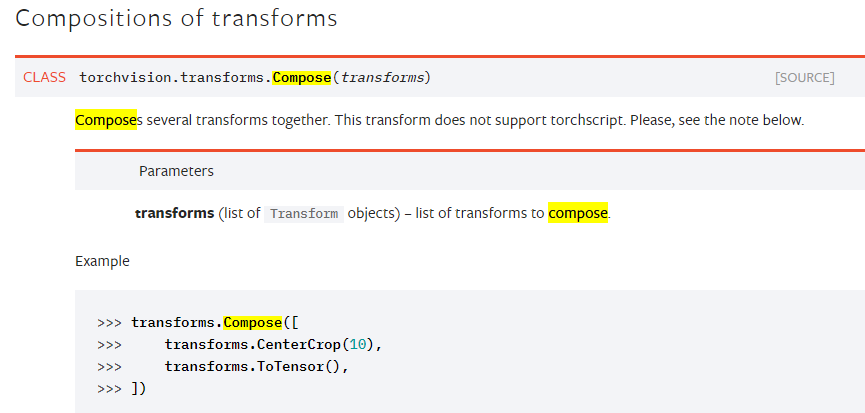 Compositions of transforms
CLASS torchvision.transforms.Compose(transforms) [SOURCE]
Composes several transforms together. This transform does not support torchscript. Please, see the note below.
Parameters
transforms (list of Transform objects) – list of transforms to compose.
Example
>>> transforms.Compose([
>>>     transforms.CenterCrop(10),
>>>     transforms.ToTensor(),
>>> ])